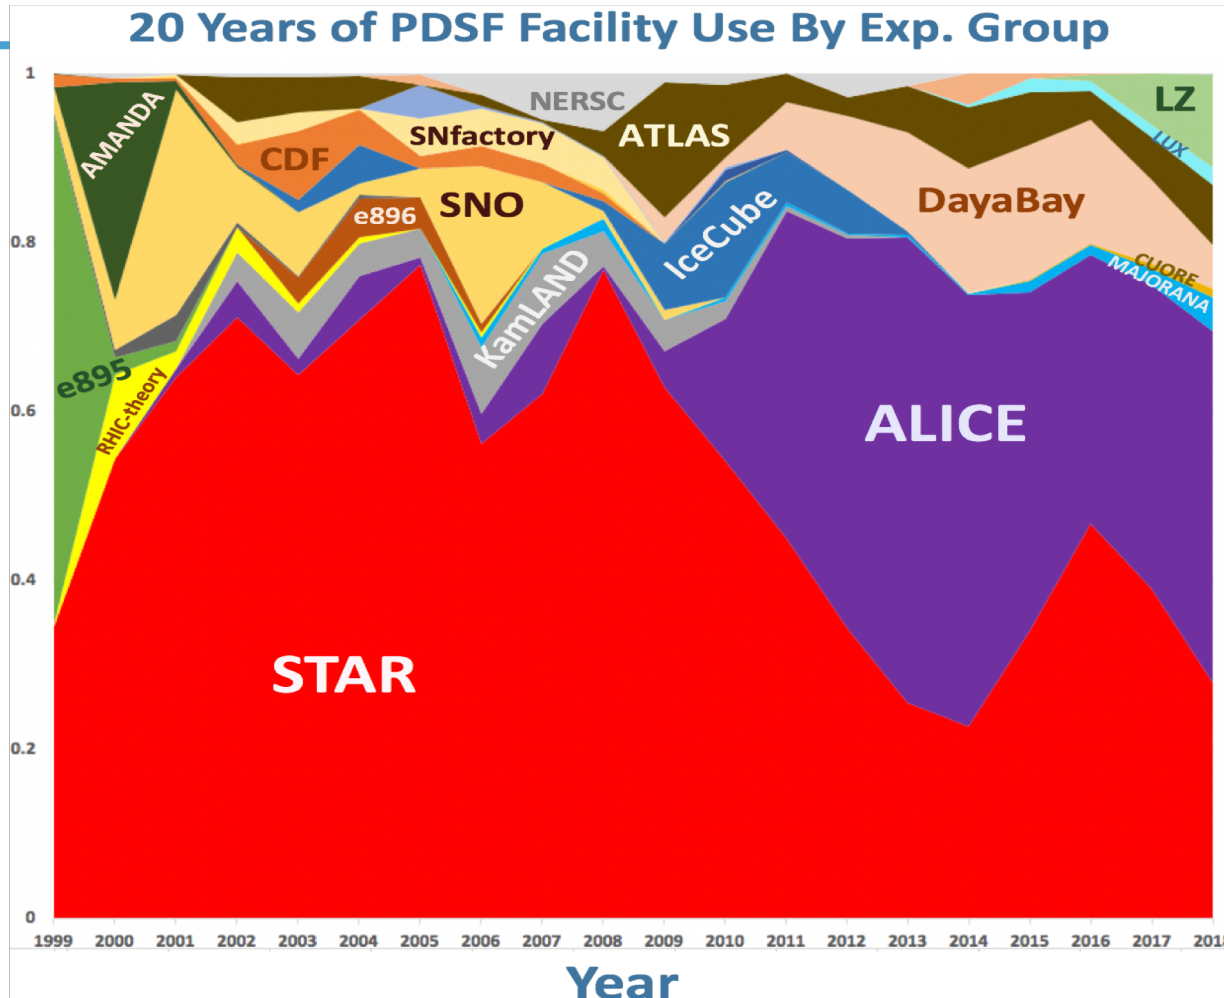 20 Years of PDSF Facility Use By Exp. Group
1
NERSC
LZ
AMANDA
ATLAS
SNfactory
LUX
CDF
SNO
DayaBay
e896
0.8
IceCube
KamLAND
CUORE
MAJORANA
e895
RHIC-theory
0.6
ALICE
0.4
STAR
0.2
0
1999 2000 2001 2002 2003 2004 2005 2006 2007 2008 2009 2010 2011 2012 2013 2014 2015 2016 2017
Year